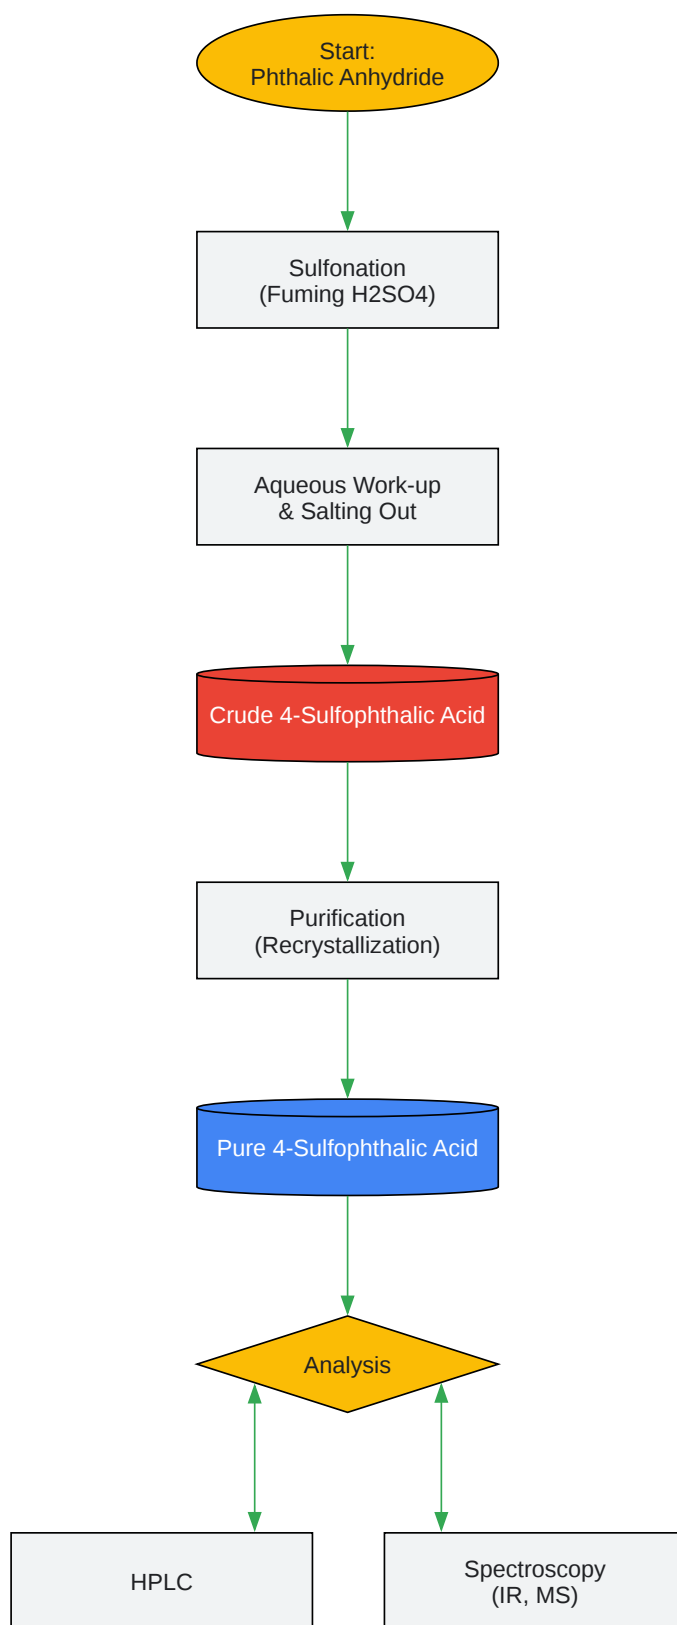 Start:
Phthalic Anhydride
Sulfonation
(Fuming H2SO4)
Aqueous Work-up
& Salting Out
Crude 4-Sulfophthalic Acid
Purification
(Recrystallization)
Pure 4-Sulfophthalic Acid
Analysis
HPLC
Spectroscopy
(IR, MS)